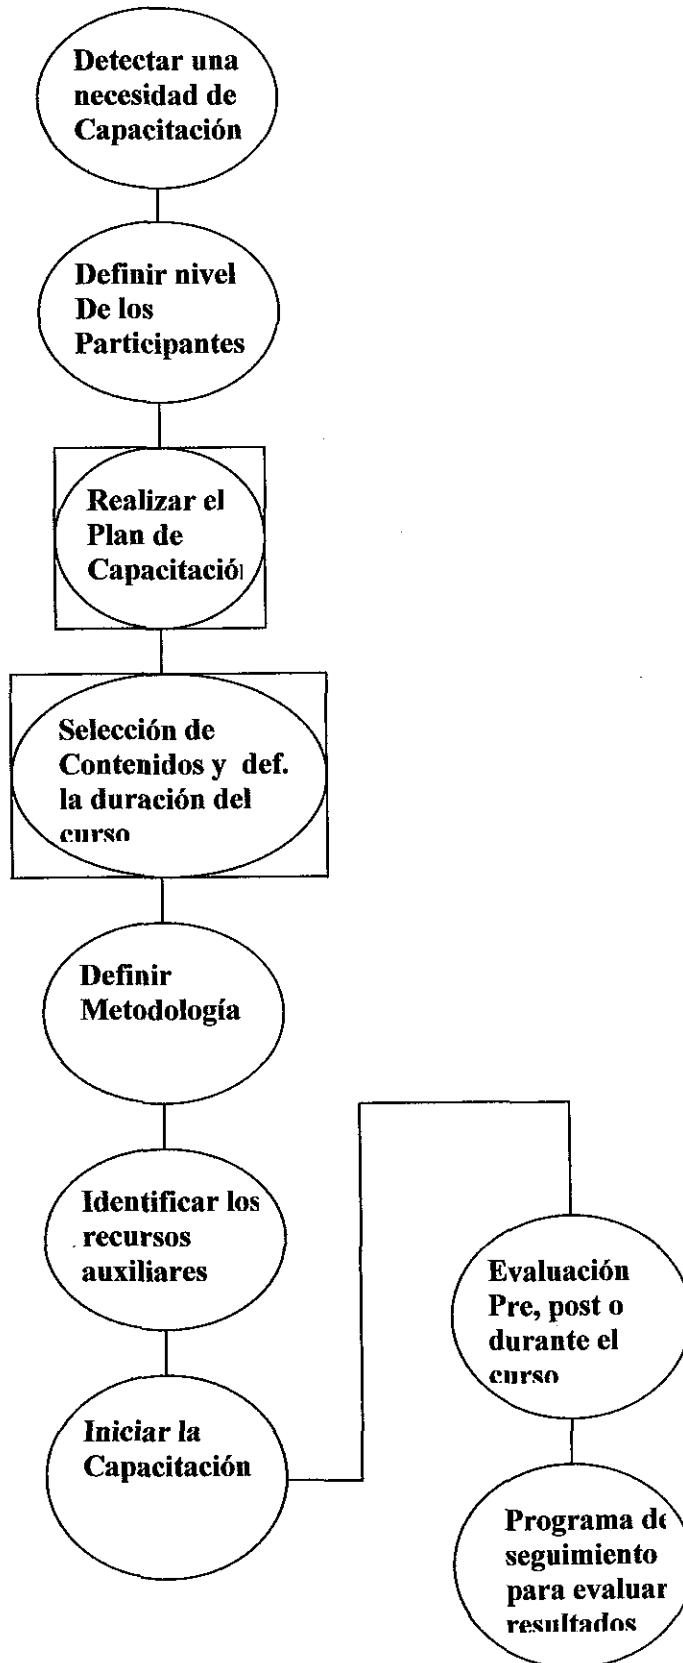 Detectar una
necesidad de
Capacitación
Definir nivel
De los
Participantes
Realizar el
Plan de
Capacitación
Selección de
Contenidos y def.
la duración del
curso
Definir
Metodología
Identificar los
recursos
auxiliares
Iniciar la
Capacitación
Evaluación
Pre, post o
durante el
curso
Programa de
seguimiento
para evaluar
resultados